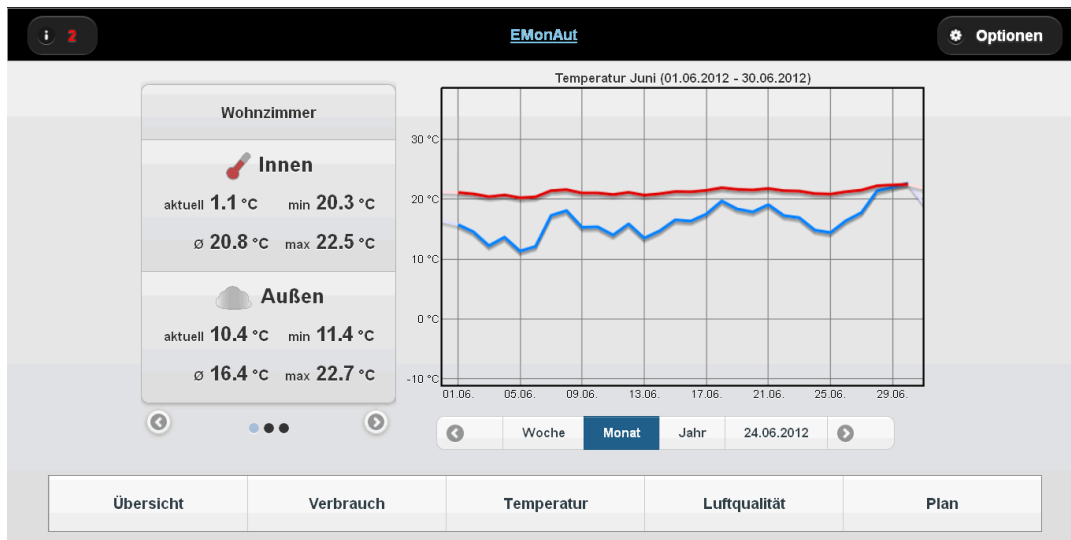 i 2 EMonAut Optionen
Temperatur Juni (01.06.2012 - 30.06.2012)
Wohnzimmer
Innen
aktuell 1.1 °C min 20.3 °C
Ø 20.8 °C max 22.5 °C
Außen
aktuell 10.4 °C min 11.4 °C
Ø 16.4 °C max 22.7 °C
30 °C
20 °C
10 °C
0 °C
-10 °C
01.06. 05.06. 09.06. 13.06. 17.06. 21.06. 25.06. 29.06.
Woche Monat Jahr 24.06.2012
Übersicht Verbrauch Temperatur Luftqualität Plan